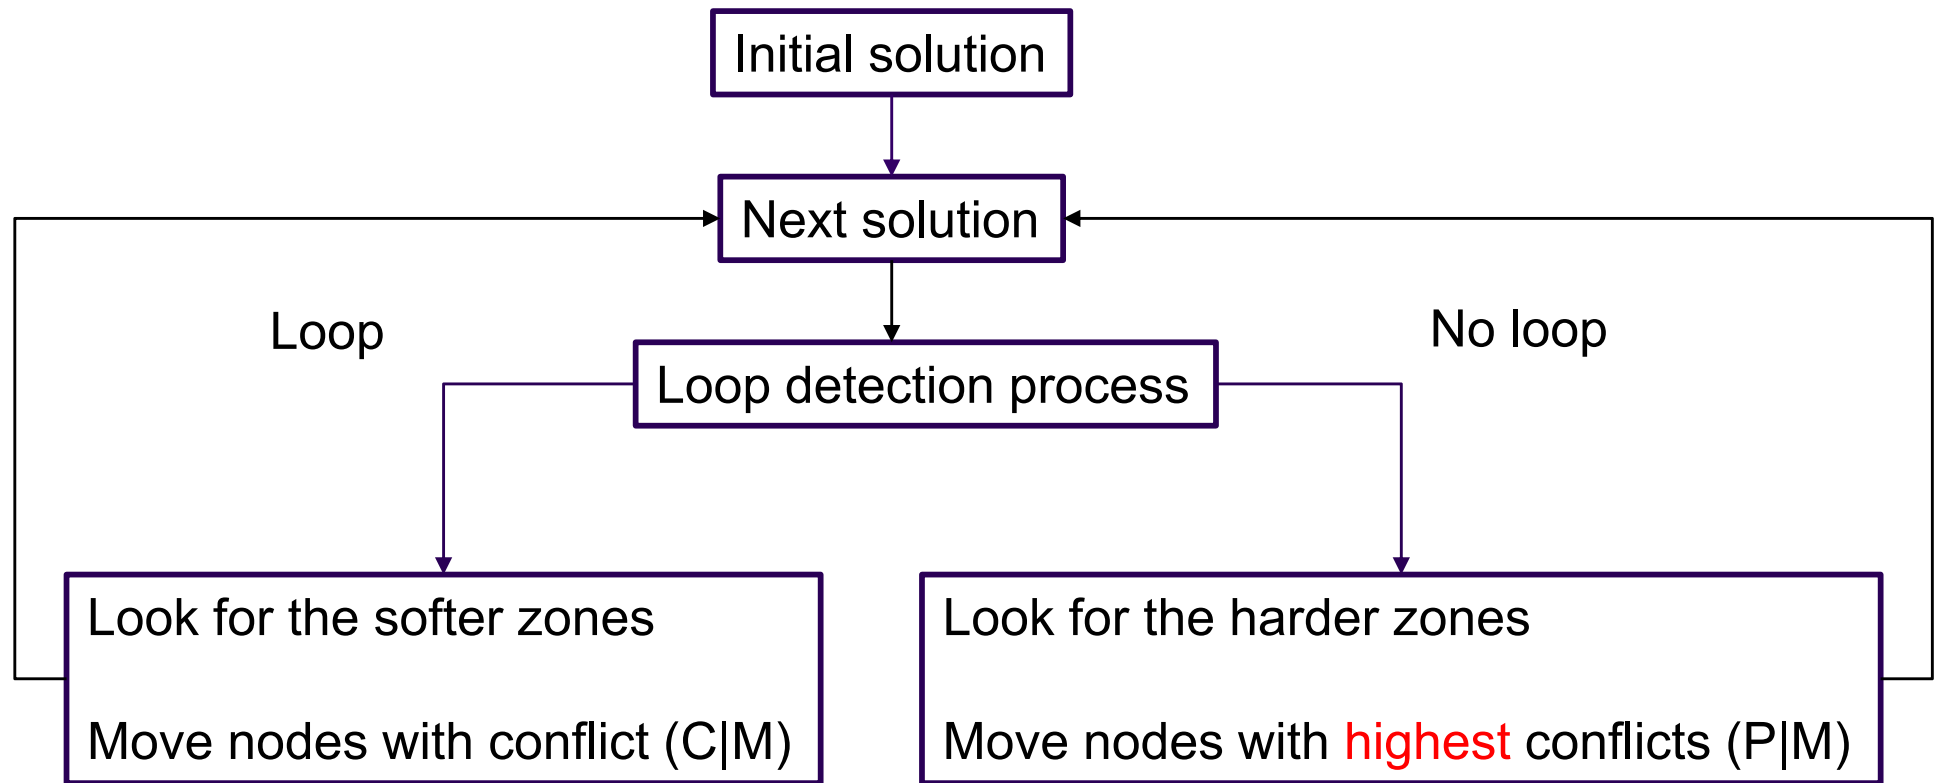 Initial solution
Next solution
Loop
No loop
Loop detection process
Look for the softer zones
Move nodes with conflict (C|M)
Look for the harder zones
Move nodes with highest conflicts (P|M)